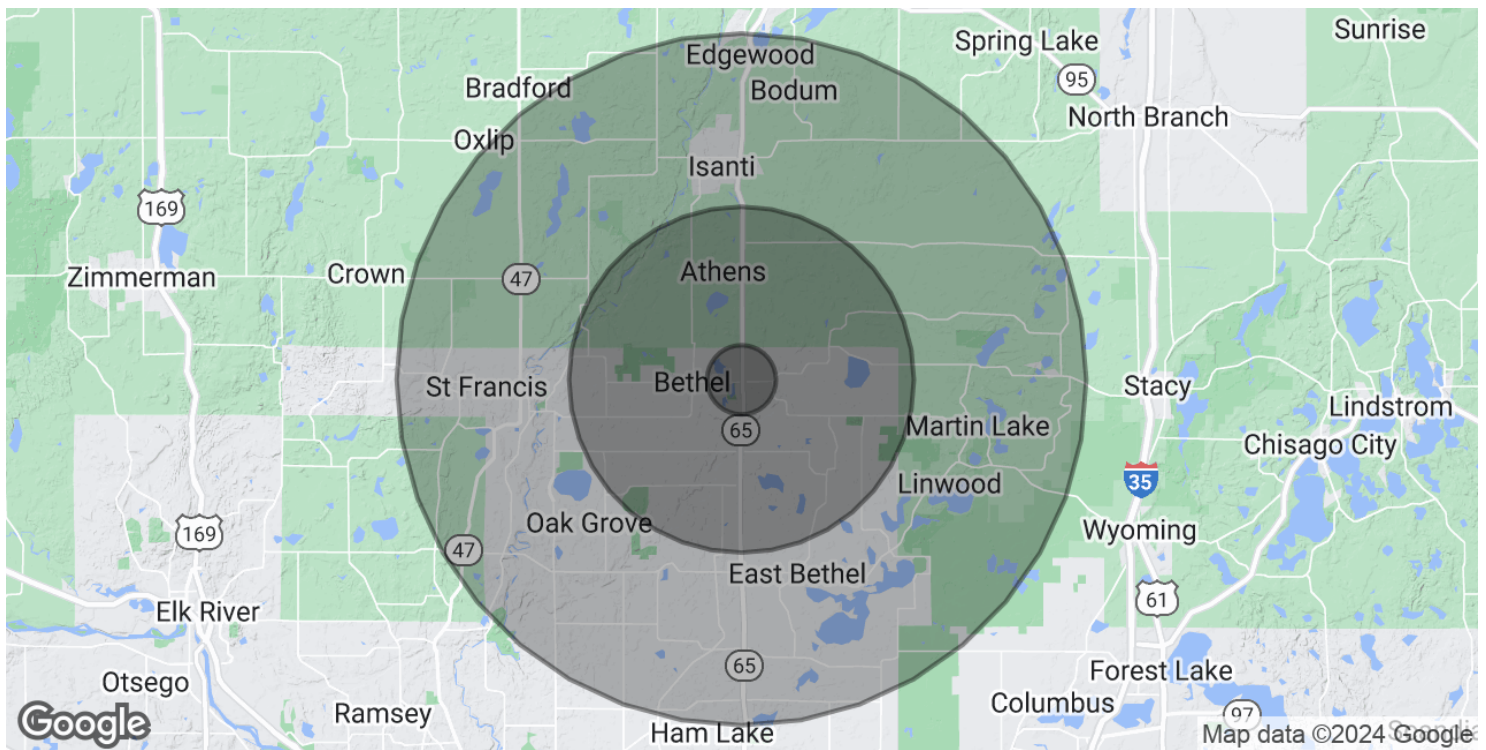 Sunrise
Spring Lake
Edgewood
95
Bradford
Bodum
North Branch
Oxlip
Isanti
169
Athens
Crown
Zimmerman
47
Bethel
St Francis
Stacy
Lindstrom
65
Martin Lake
Chisago City
Linwood
35
Oak Grove
Wyoming
169
47
East Bethel
61
Elk River
65
Forest Lake
Otsego
Columbus
Ramsey
97
Google
Ham Lake
Map data ©2024 Google